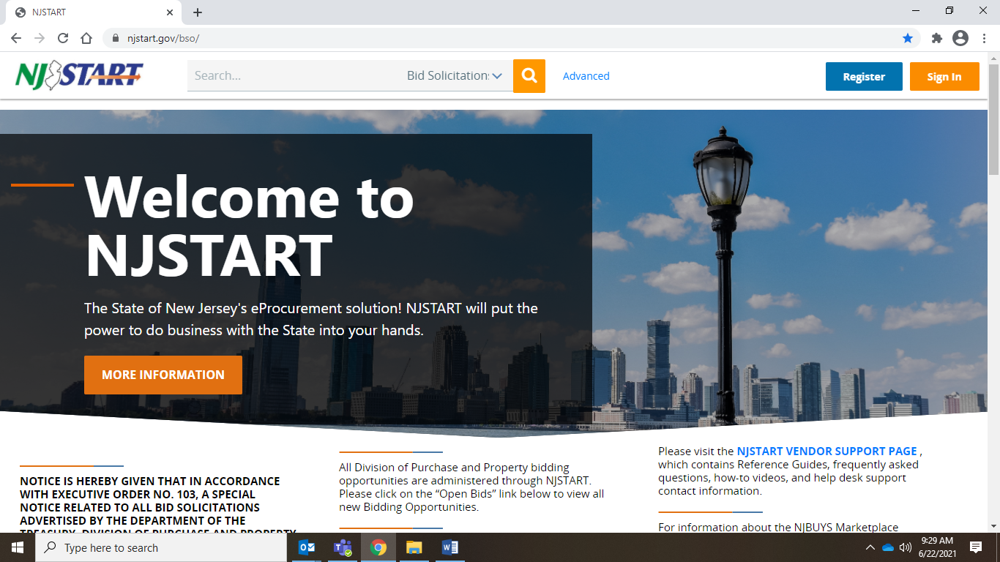 NJSTART
njstart.gov/bso/
NJSTART
Search...
Bid Solicitation
Advanced
Register
Sign In
Welcome to
NJSTART
The State of New Jersey's eProcurement solution! NJSTART will put the
power to do business with the State into your hands.
MORE INFORMATION
NOTICE IS HEREBY GIVEN THAT IN ACCORDANCE
WITH EXECUTIVE ORDER NO. 103, A SPECIAL
NOTICE RELATED TO ALL BID SOLICITATIONS
ADVERTISED BY THE DEPARTMENT OF THE
TREASURY, DIVISION OF PURCHASE AND PROPERTY
All Division of Purchase and Property bidding
opportunities are administered through NJSTART.
Please click on the “Open Bids” link below to view all
new Bidding Opportunities.
Please visit the NJSTART VENDOR SUPPORT PAGE ,
which contains Reference Guides, frequently asked
questions, how-to videos, and help desk support
contact information.
For information about the NJBUYS Marketplace
Type here to search
9:29 AM
6/22/2021